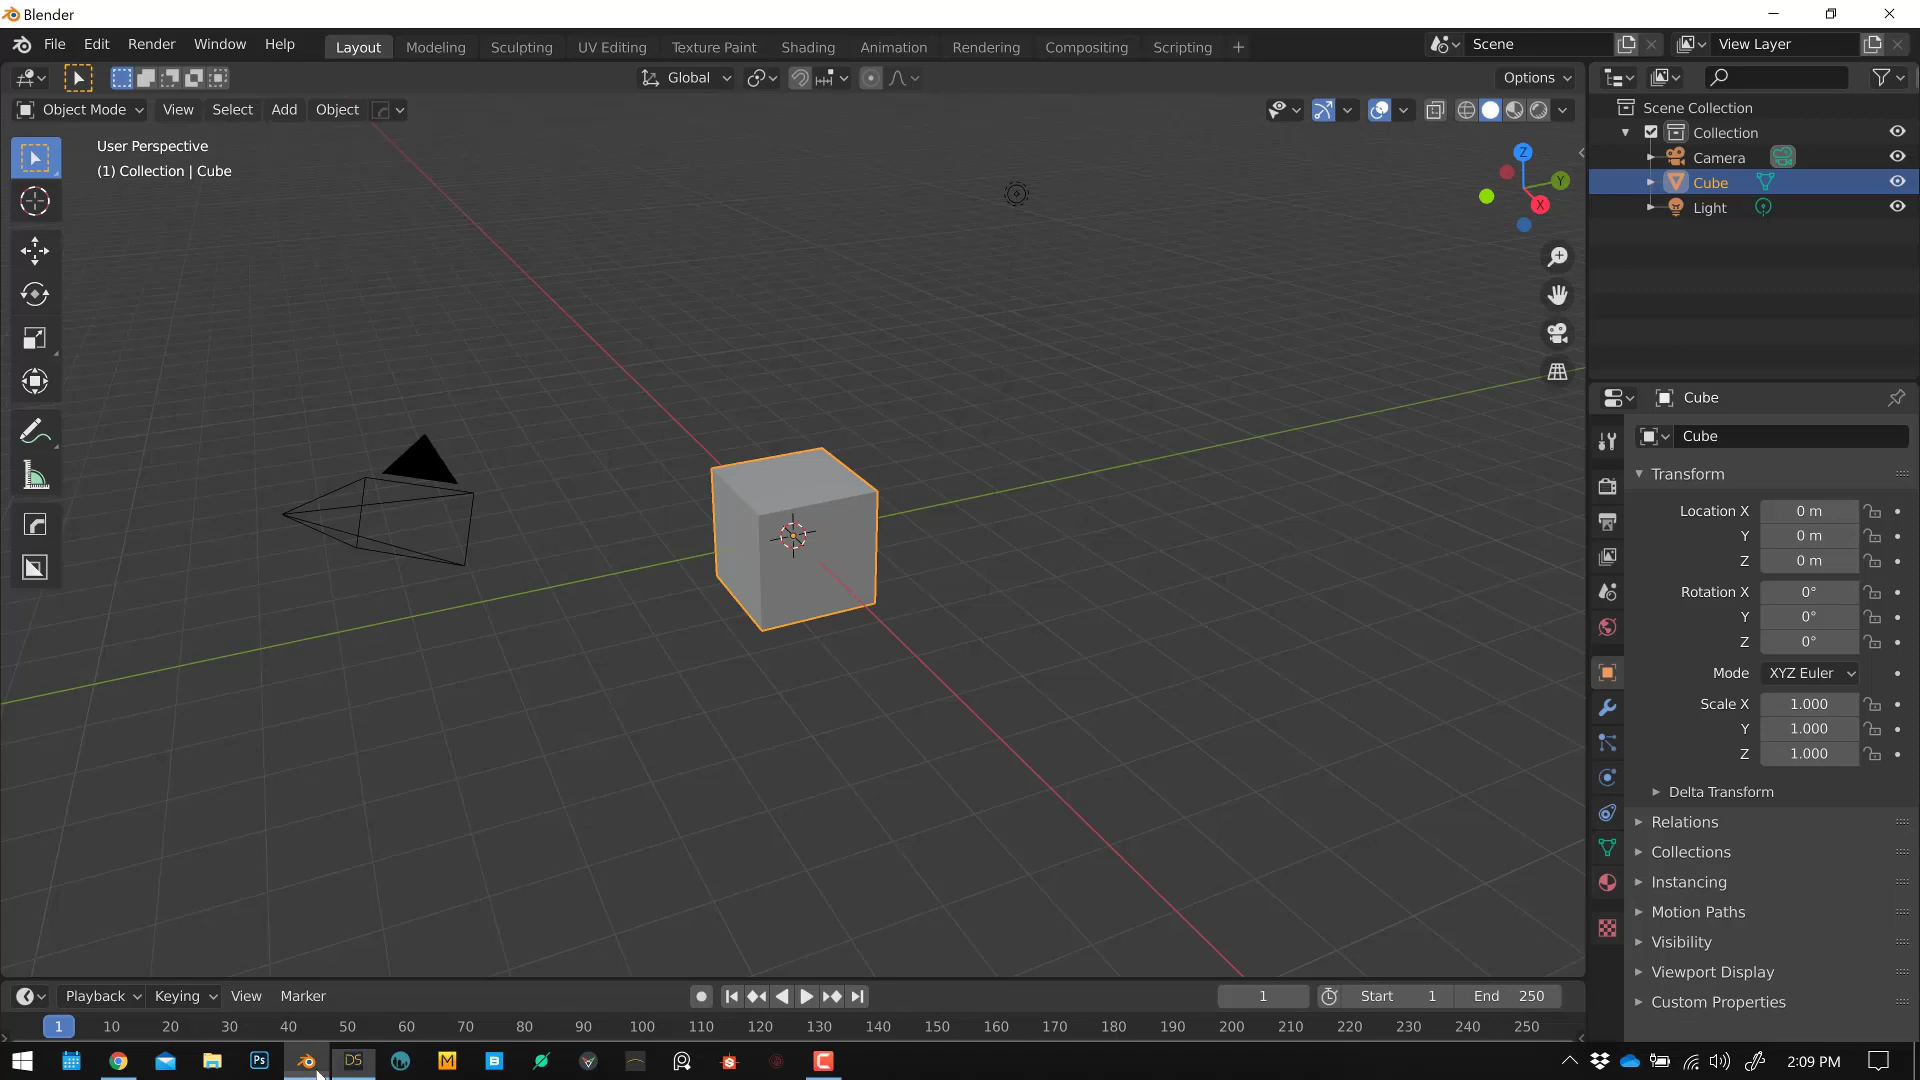 Blender
File Edit Render Window Help Layout Modeling Sculpting UV Editing Texture Paint Shading Animation Rendering Compositing Scripting + Scene View Layer
Global Options
Object Mode View Select Add Object
User Perspective
(1) Collection | Cube
Z
Y
X
Scene Collection
Collection
Camera
Cube
Light
Cube
Cube
Transform
Location X 0 m
Y 0 m
Z 0 m
Rotation X 0°
Y 0°
Z 0°
Mode XYZ Euler
Scale X 1.000
Y 1.000
Z 1.000
Delta Transform
Relations
Collections
Instancing
Motion Paths
Visibility
Viewport Display
Custom Properties
Playback Keying View Marker 1 Start 1 End 250
1 10 20 30 40 50 60 70 80 90 100 110 120 130 140 150 160 170 180 190 200 210 220 230 240 250
Ps DS M B 2:09 PM